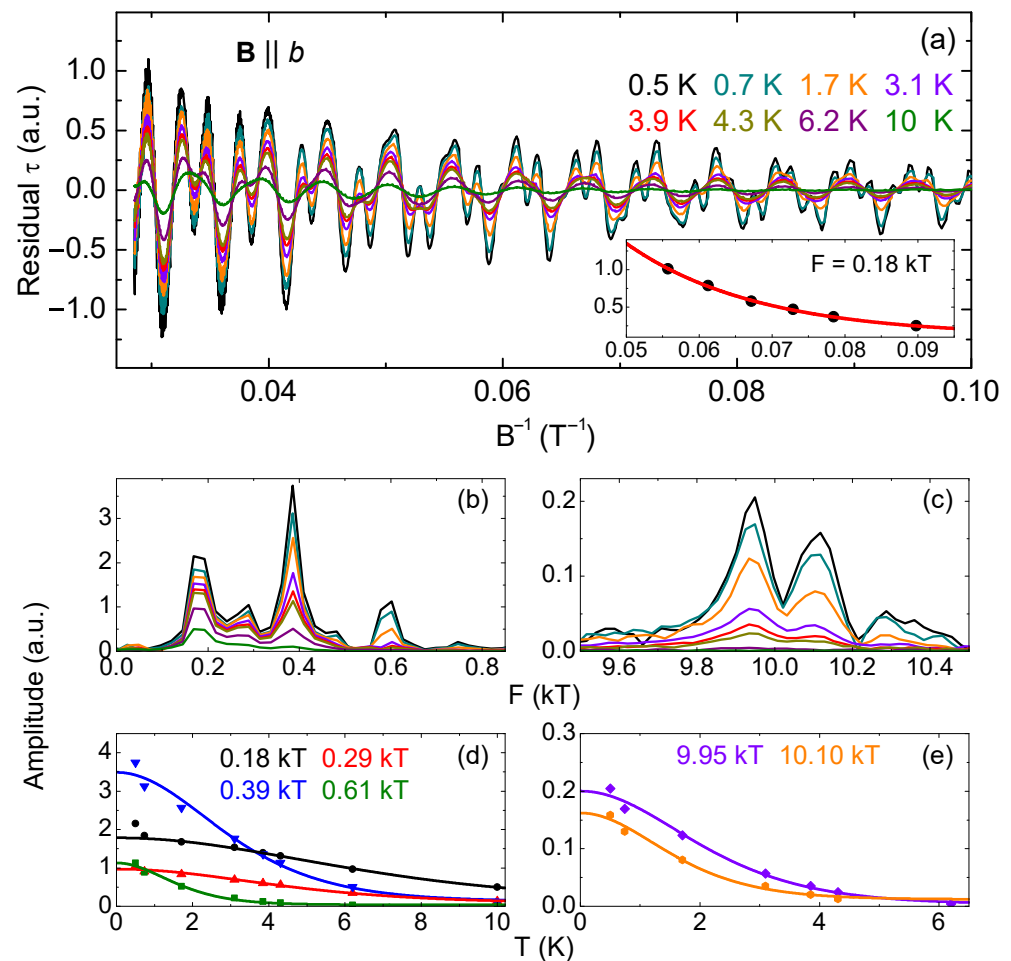 (a)
B || b
0.5 K 0.7 K 1.7 K 3.1 K
3.9 K 4.3 K 6.2 K 10 K
1.0
0.5
0.0
−0.5
−1.0
Residual τ (a.u.)
F = 0.18 kT
1.0
0.5
0.05 0.06 0.07 0.08 0.09
0.04 0.06 0.08 0.10
B⁻¹ (T⁻¹)
(b)
3
2
1
0
0.0 0.2 0.4 0.6 0.8
(c)
0.2
0.1
0.0
9.6 9.8 10.0 10.2 10.4
F (kT)
Amplitude (a.u.)
(d)
0.18 kT 0.29 kT
0.39 kT 0.61 kT
4
3
2
1
0
0 2 4 6 8 10
(e)
9.95 kT 10.10 kT
0.3
0.2
0.1
0.0
0 2 4 6
T (K)